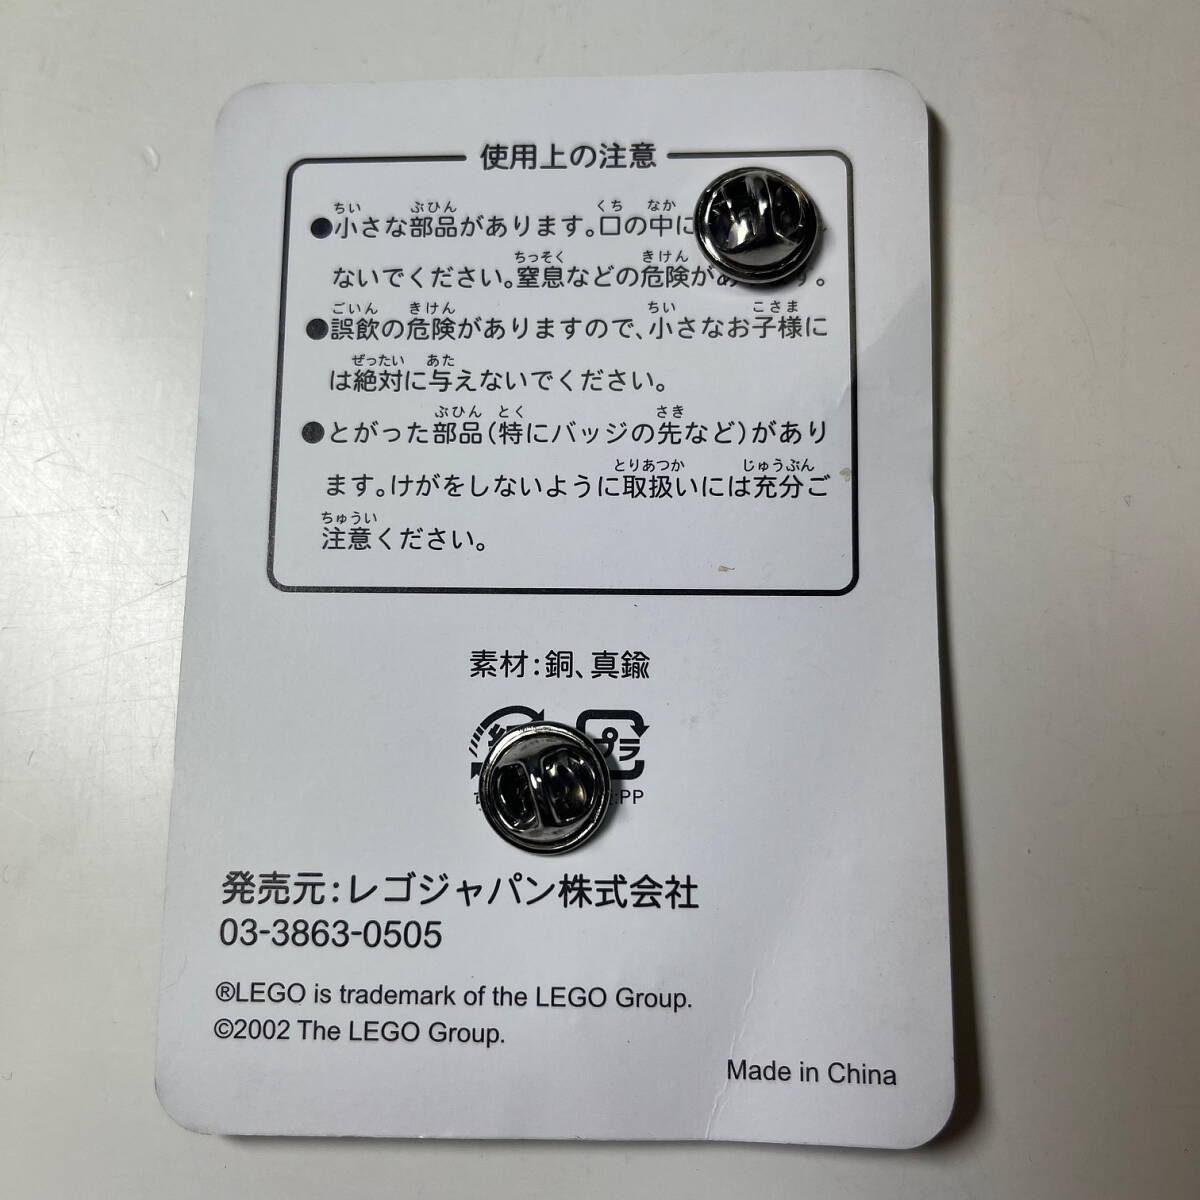 使用上の注意
●小さな部品があります。口の中に
ないでください。窒息などの危険があります。
●誤飲の危険がありますので、小さなお子様に
は絶対に与えないでください。
●とがった部品(特にバッジの先など)があり
ます。けがをしないように取扱いには充分ご
注意ください。
素材:銅、真鍮
プラ
:PP
発売元:レゴジャパン株式会社
03-3863-0505
®LEGO is trademark of the LEGO Group.
©2002 The LEGO Group.
Made in China